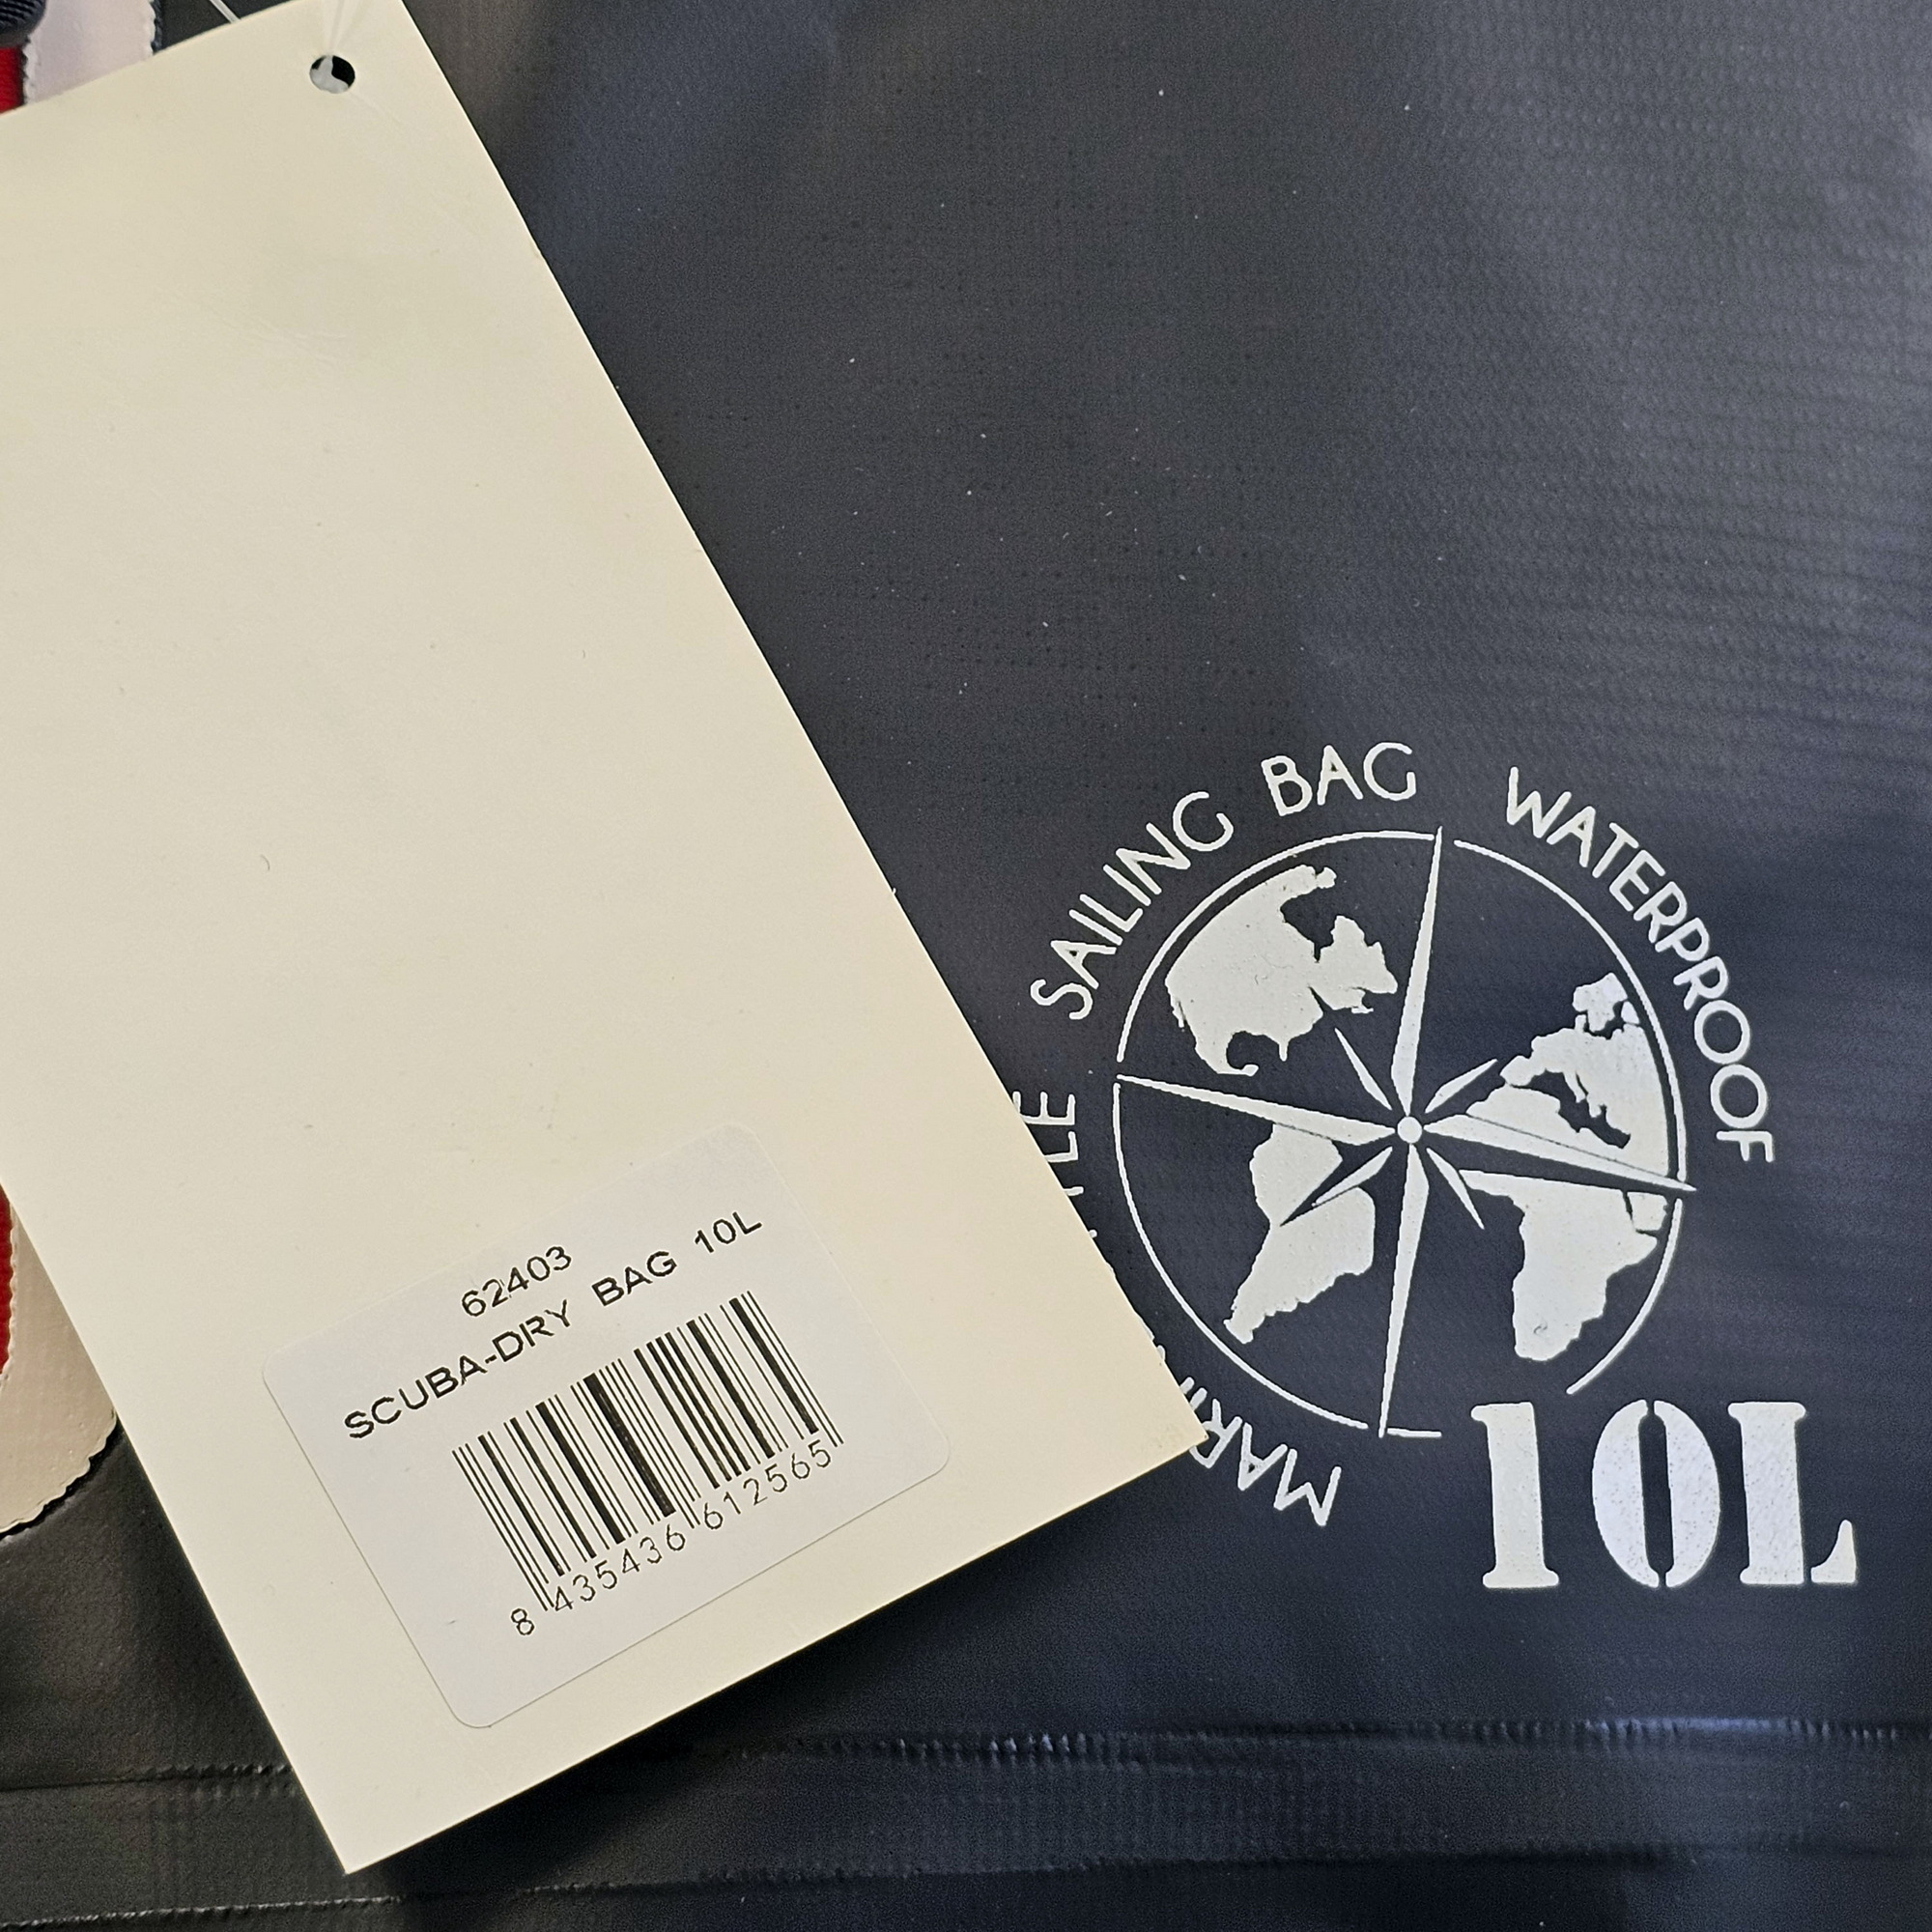 62403
SCUBA-DRY BAG 10L
8 435436 612565
SAILING BAG
WATERPROOF
10L